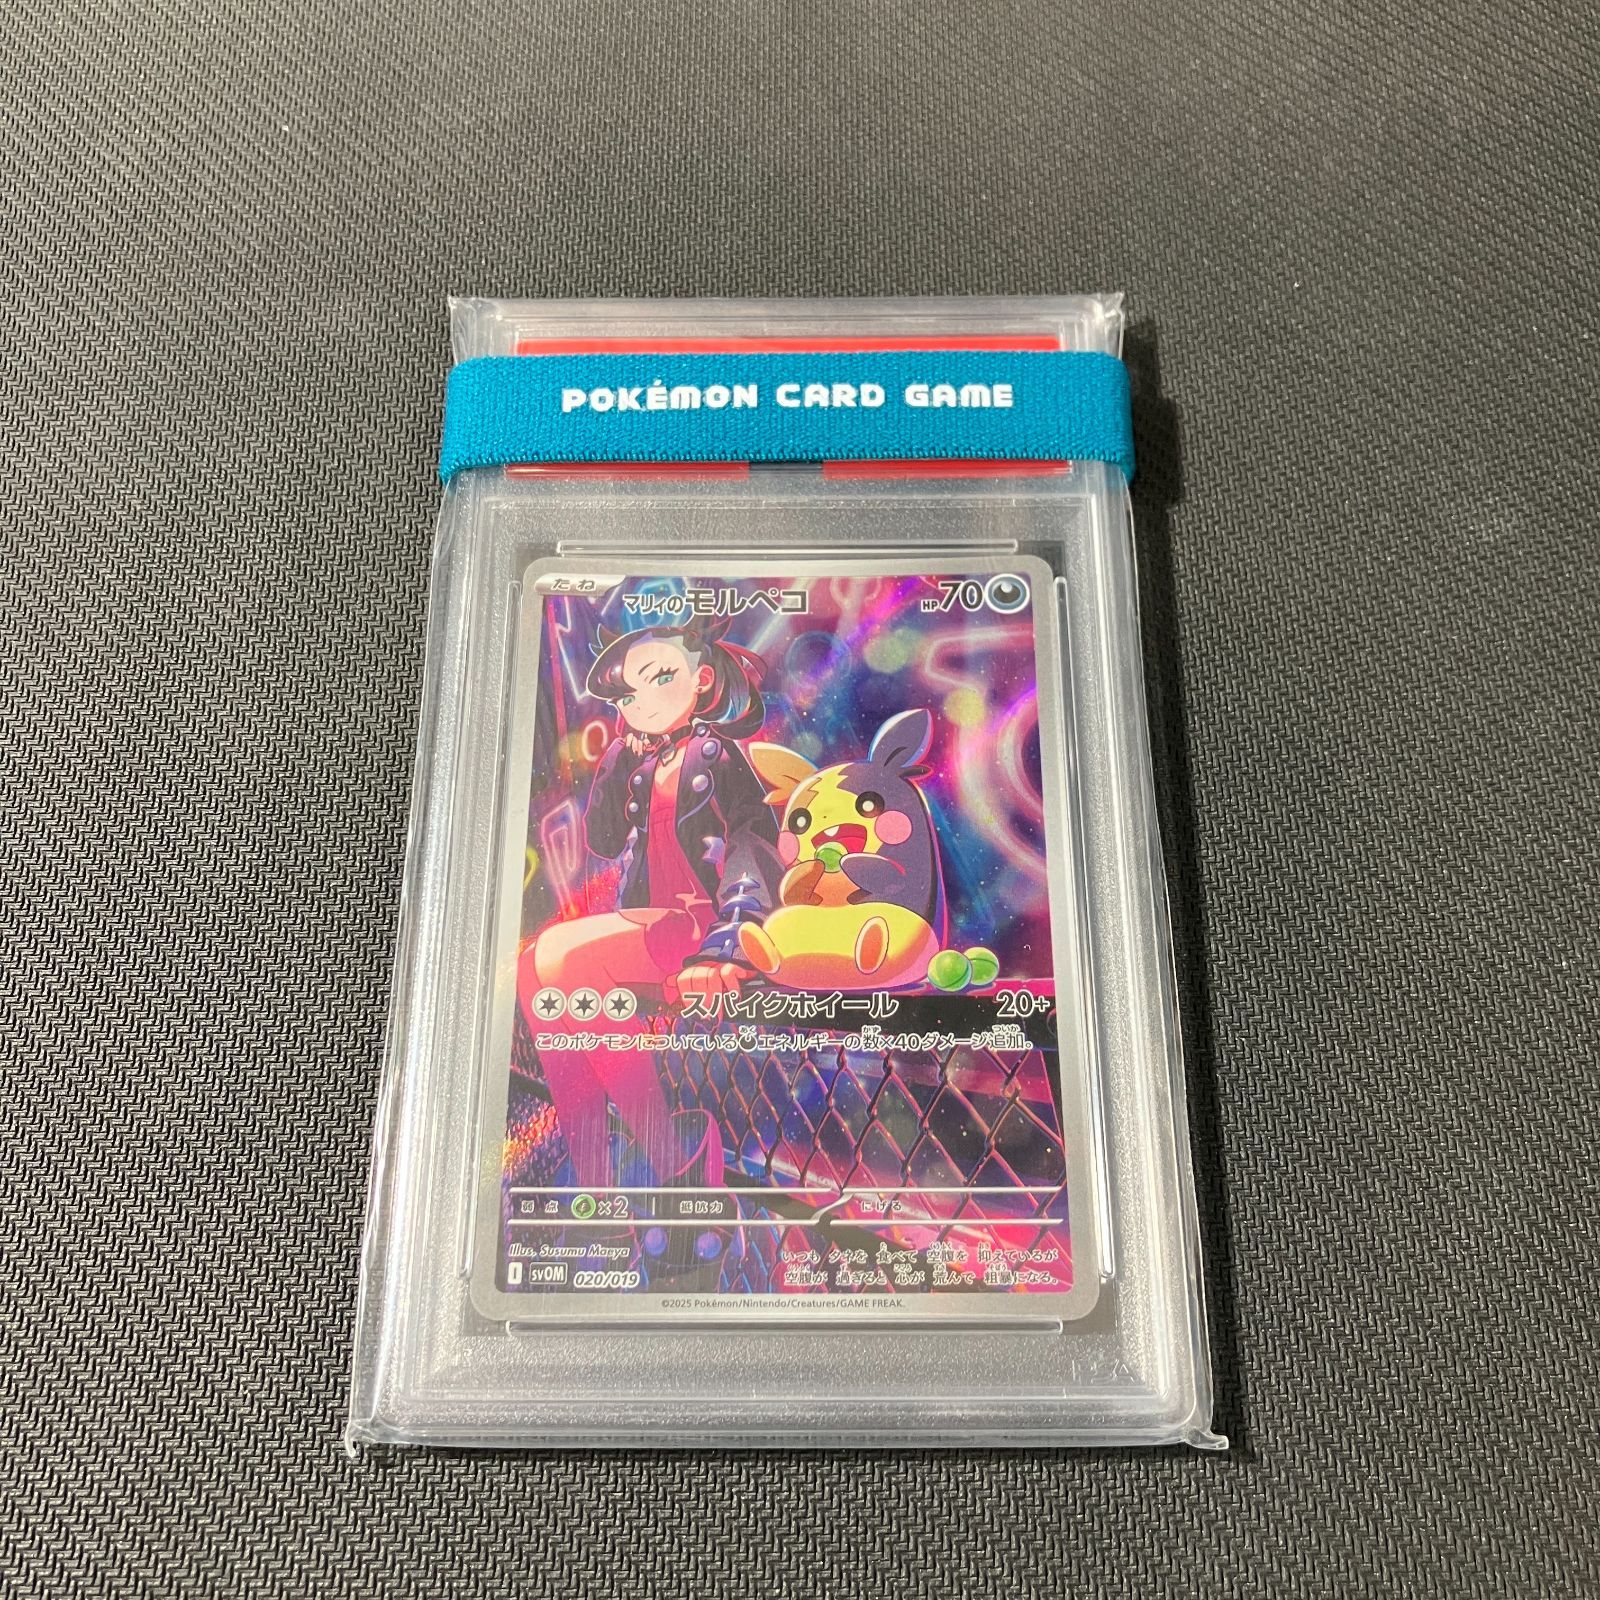 POKÉMON CARD GAME
たね
マリィのモルペコ
HP 70
スパイクホイール 20+
このポケモンについているエネルギーの数×40ダメージ追加。
弱点 ×2 抵抗力 にげる
Illus. Susumu Maeya
いつも タネを 食べて 空腹を 抑えているが
空腹が 過ぎると 心が 荒んで 粗暴になる。
I svOM 020/019
©2025 Pokémon/Nintendo/Creatures/GAME FREAK.